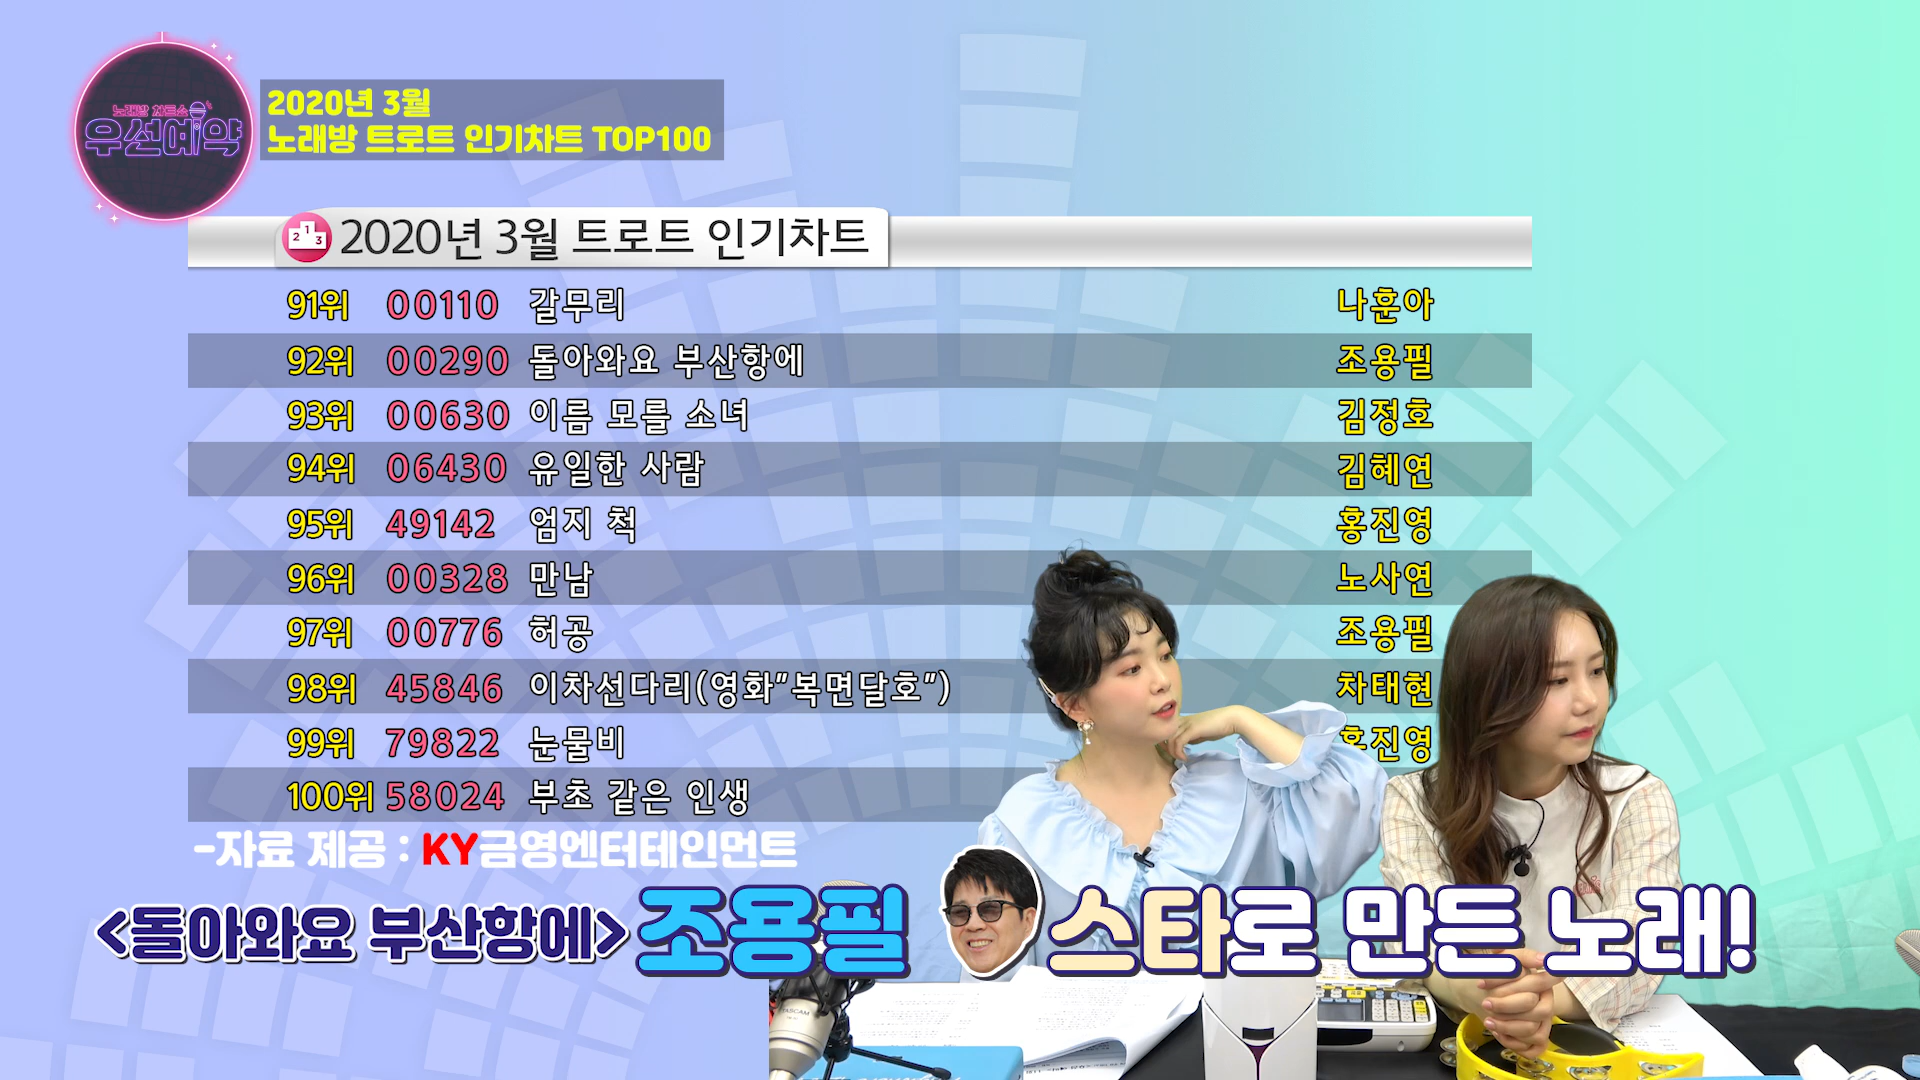 노래방 차트쇼
우선예약
2020년 3월
노래방 트로트 인기차트 TOP100
2 1 3 2020년 3월 트로트 인기차트
91위 00110 갈무리 나훈아
92위 00290 돌아와요 부산항에 조용필
93위 00630 이름 모를 소녀 김정호
94위 06430 유일한 사람 김혜연
95위 49142 엄지 척 홍진영
96위 00328 만남 노사연
97위 00776 허공 조용필
98위 45846 이차선다리(영화"복면달호") 차태현
99위 79822 눈물비 홍진영
100위 58024 부초 같은 인생
-자료 제공 : KY금영엔터테인먼트
<돌아와요 부산항에> 조용필 스타로 만든 노래!
TASCAM